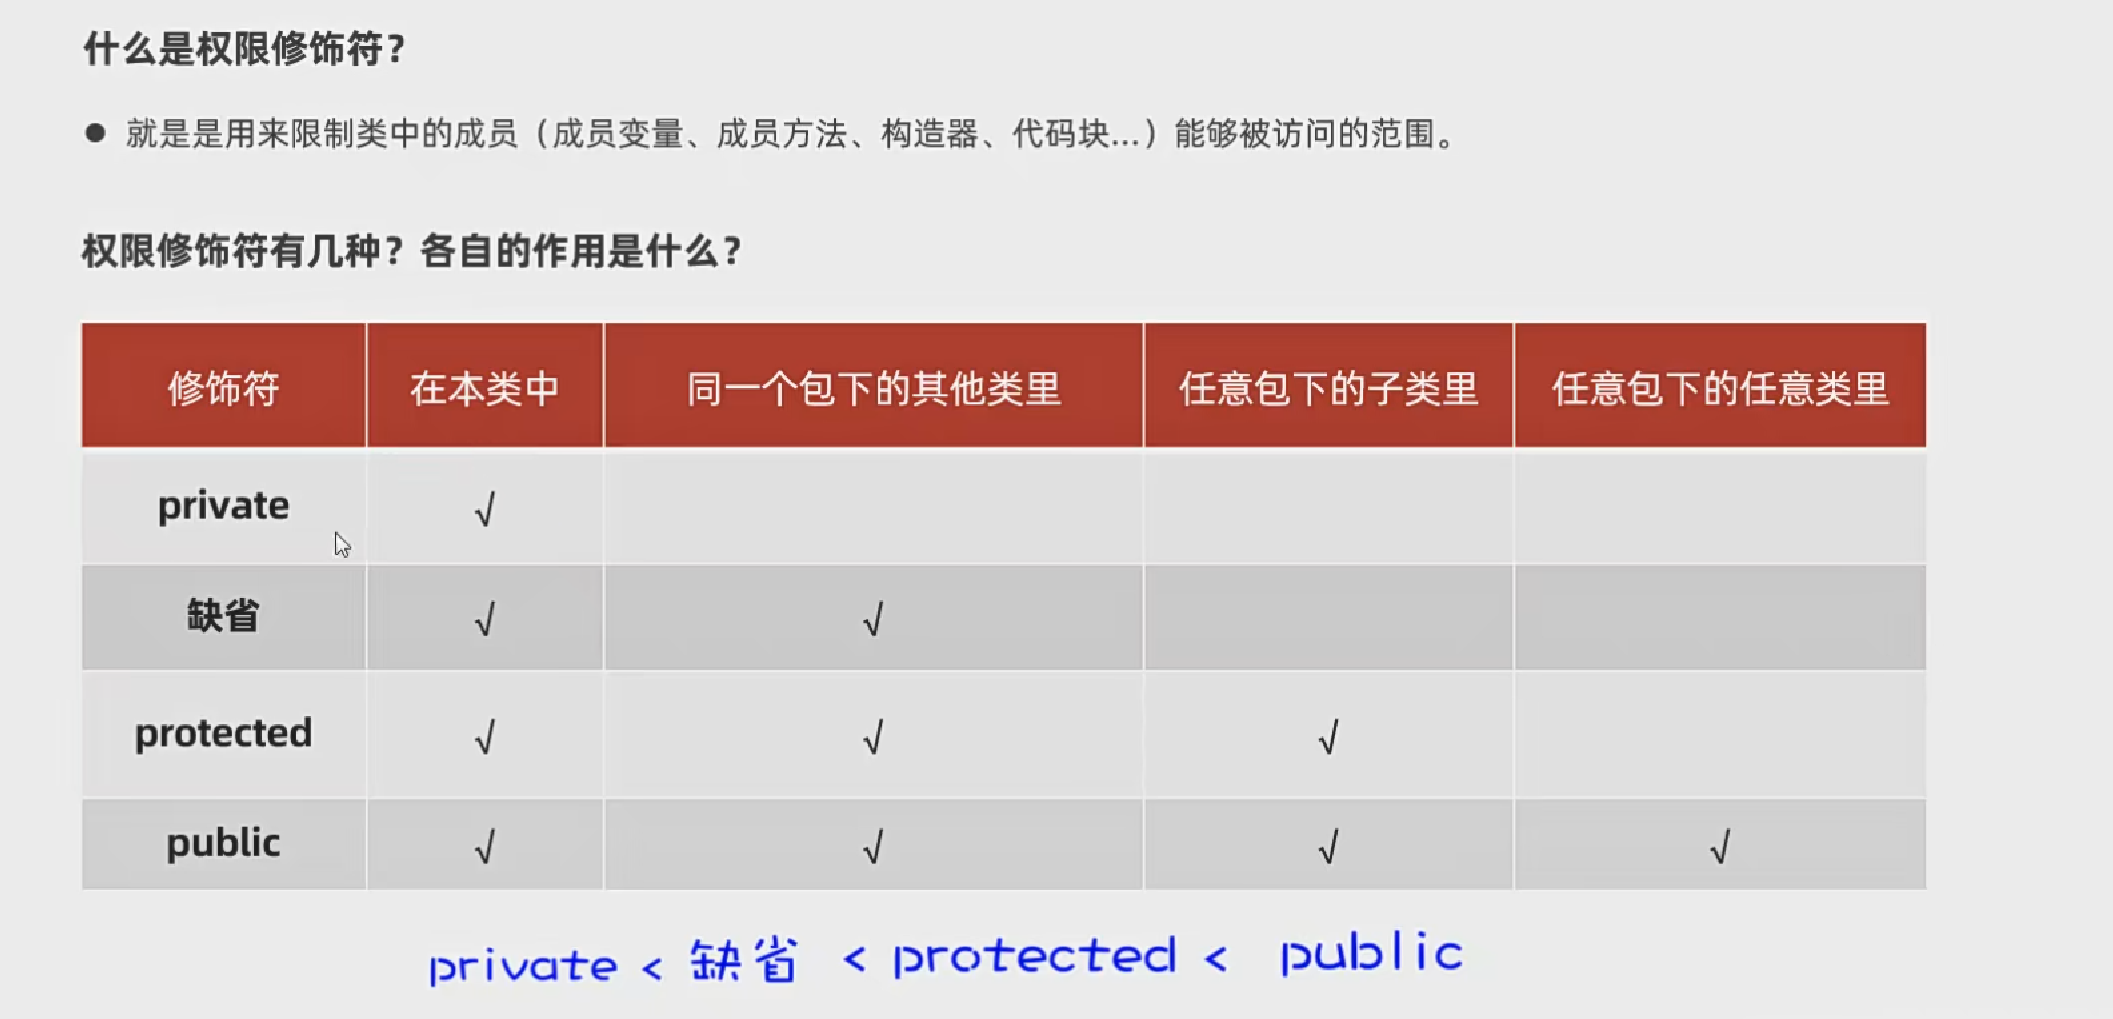 什么是权限修饰符？
● 就是是用来限制类中的成员（成员变量、成员方法、构造器、代码块...）能够被访问的范围。
权限修饰符有几种？各自的作用是什么？
修饰符 在本类中 同一个包下的其他类里 任意包下的子类里 任意包下的任意类里
private √
缺省 √ √
protected √ √ √
public √ √ √ √
private < 缺省 < protected < public